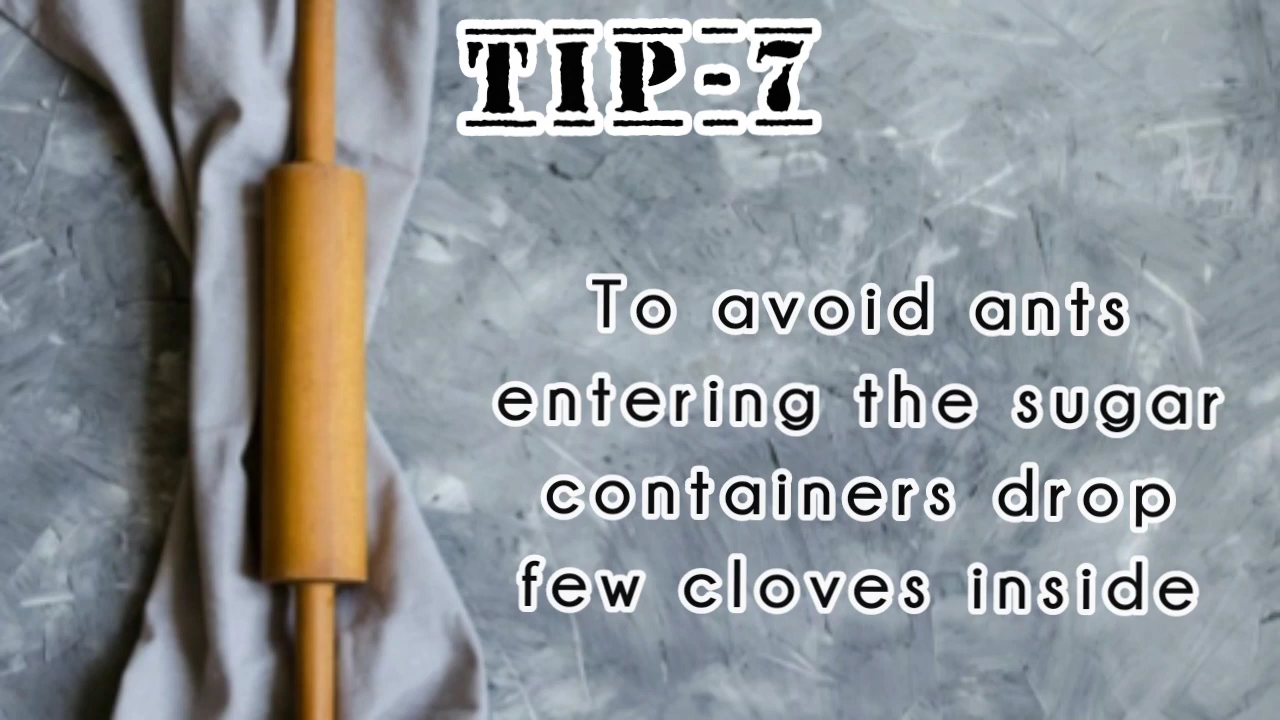 TIP-7
To avoid ants
entering the sugar
containers drop
few cloves inside